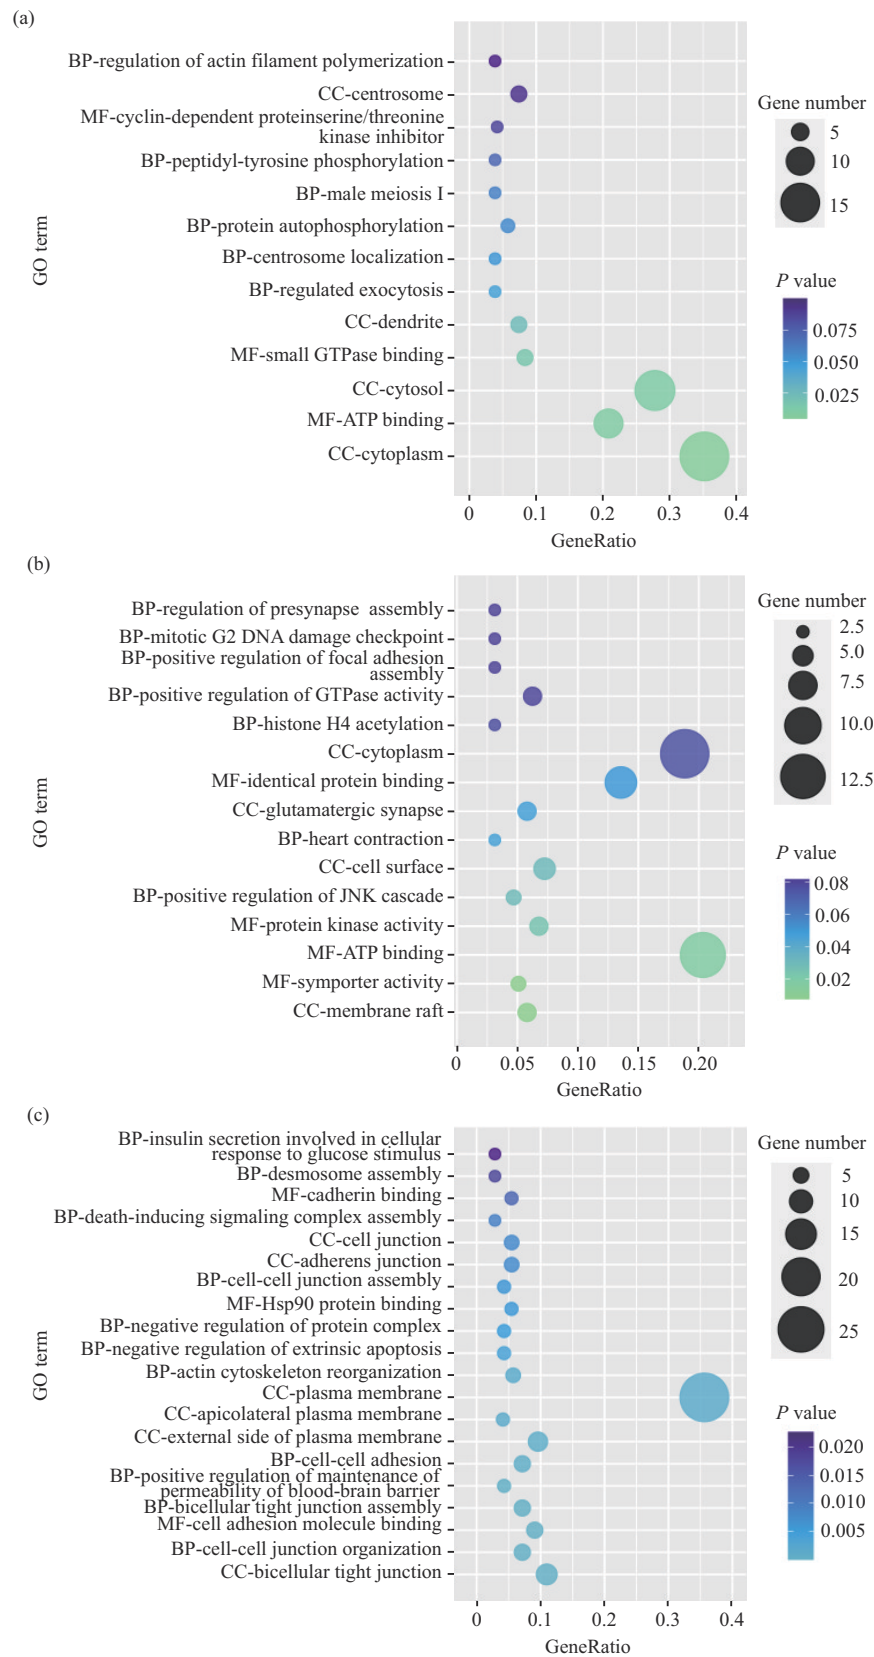 (a)
GO term
BP-regulation of actin filament polymerization
CC-centrosome
MF-cyclin-dependent proteinserine/threonine
kinase inhibitor
BP-peptidyl-tyrosine phosphorylation
BP-male meiosis I
BP-protein autophosphorylation
BP-centrosome localization
BP-regulated exocytosis
CC-dendrite
MF-small GTPase binding
CC-cytosol
MF-ATP binding
CC-cytoplasm
0 0.1 0.2 0.3 0.4
GeneRatio
Gene number
5
10
15
P value
0.075
0.050
0.025
(b)
GO term
BP-regulation of presynapse assembly
BP-mitotic G2 DNA damage checkpoint
BP-positive regulation of focal adhesion
assembly
BP-positive regulation of GTPase activity
BP-histone H4 acetylation
CC-cytoplasm
MF-identical protein binding
CC-glutamatergic synapse
BP-heart contraction
CC-cell surface
BP-positive regulation of JNK cascade
MF-protein kinase activity
MF-ATP binding
MF-symporter activity
CC-membrane raft
0 0.05 0.10 0.15 0.20
GeneRatio
Gene number
2.5
5.0
7.5
10.0
12.5
P value
0.08
0.06
0.04
0.02
(c)
GO term
BP-insulin secretion involved in cellular
response to glucose stimulus
BP-desmosome assembly
MF-cadherin binding
BP-death-inducing sigmaling complex assembly
CC-cell junction
CC-adherens junction
BP-cell-cell junction assembly
MF-Hsp90 protein binding
BP-negative regulation of protein complex
BP-negative regulation of extrinsic apoptosis
BP-actin cytoskeleton reorganization
CC-plasma membrane
CC-apicolateral plasma membrane
CC-external side of plasma membrane
BP-cell-cell adhesion
BP-positive regulation of maintenance of
permeability of blood-brain barrier
BP-bicellular tight junction assembly
MF-cell adhesion molecule binding
BP-cell-cell junction organization
CC-bicellular tight junction
0 0.1 0.2 0.3 0.4
GeneRatio
Gene number
5
10
15
20
25
P value
0.020
0.015
0.010
0.005